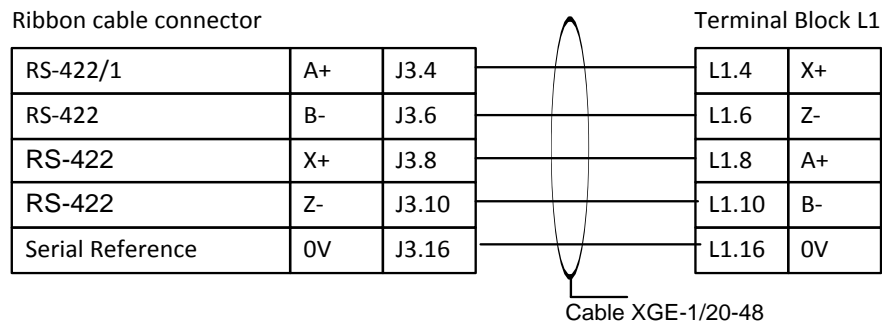 Ribbon cable connector Terminal Block L1
RS-422/1 A+ J3.4 L1.4 X+
RS-422 B- J3.6 L1.6 Z-
RS-422 X+ J3.8 L1.8 A+
RS-422 Z- J3.10 L1.10 B-
Serial Reference 0V J3.16 L1.16 0V
Cable XGE-1/20-48